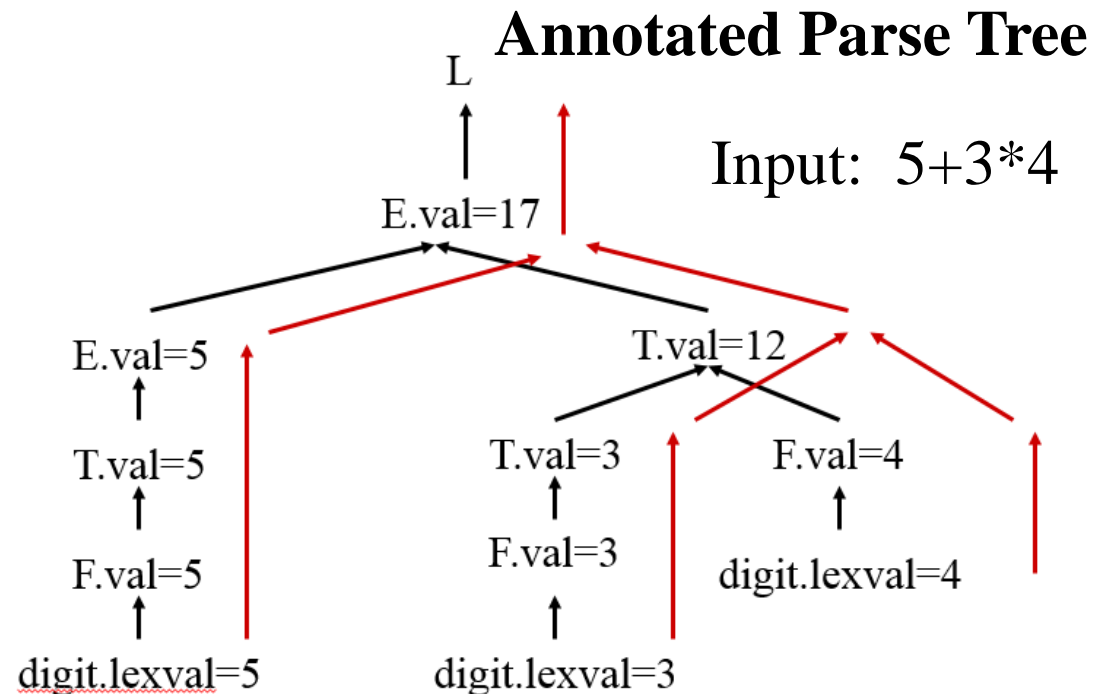 Annotated Parse Tree
L
Input: 5+3*4
E.val=17
E.val=5
T.val=12
T.val=5
T.val=3
F.val=4
F.val=5
F.val=3
digit.lexval=4
digit.lexval=5
digit.lexval=3